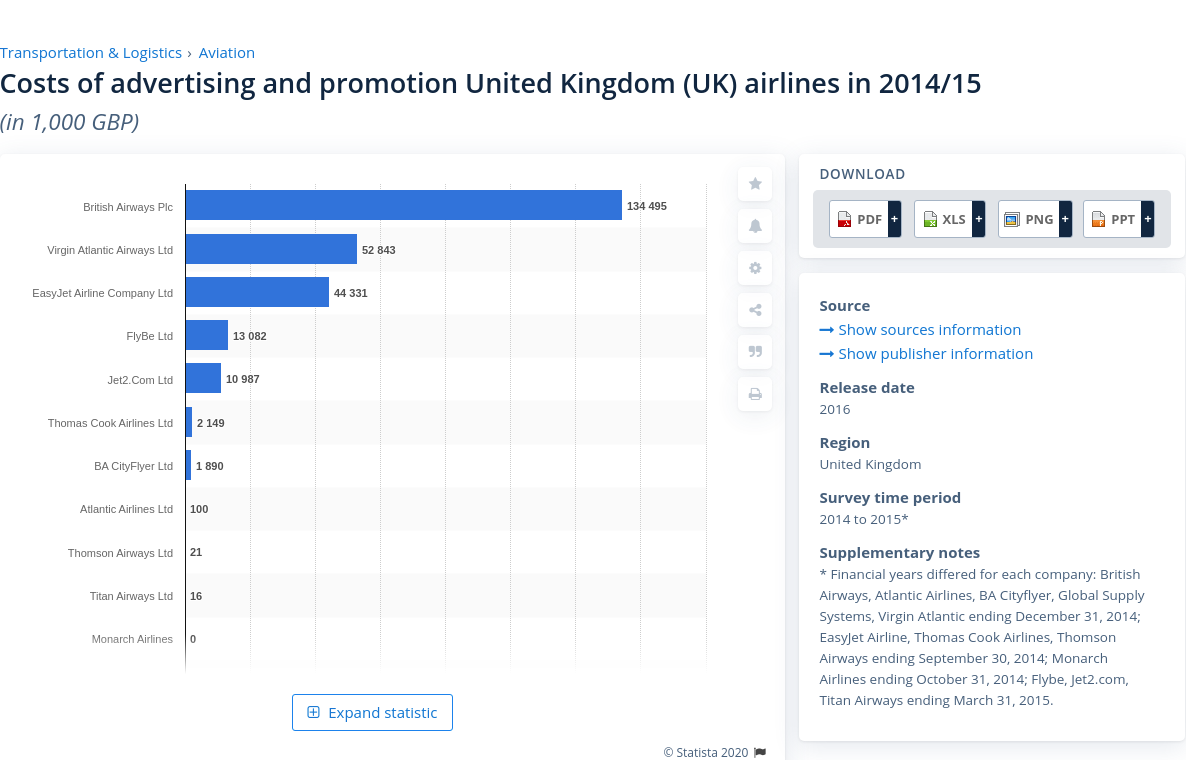 Transportation & Logistics › Aviation
Costs of advertising and promotion United Kingdom (UK) airlines in 2014/15
(in 1,000 GBP)
British Airways Plc 134 495
Virgin Atlantic Airways Ltd 52 843
EasyJet Airline Company Ltd 44 331
FlyBe Ltd 13 082
Jet2.Com Ltd 10 987
Thomas Cook Airlines Ltd 2 149
BA CityFlyer Ltd 1 890
Atlantic Airlines Ltd 100
Thomson Airways Ltd 21
Titan Airways Ltd 16
Monarch Airlines 0
Expand statistic
© Statista 2020
DOWNLOAD
PDF + XLS + PNG + PPT +
Source
Show sources information
Show publisher information
Release date
2016
Region
United Kingdom
Survey time period
2014 to 2015*
Supplementary notes
* Financial years differed for each company: British
Airways, Atlantic Airlines, BA Cityflyer, Global Supply
Systems, Virgin Atlantic ending December 31, 2014;
EasyJet Airline, Thomas Cook Airlines, Thomson
Airways ending September 30, 2014; Monarch
Airlines ending October 31, 2014; Flybe, Jet2.com,
Titan Airways ending March 31, 2015.